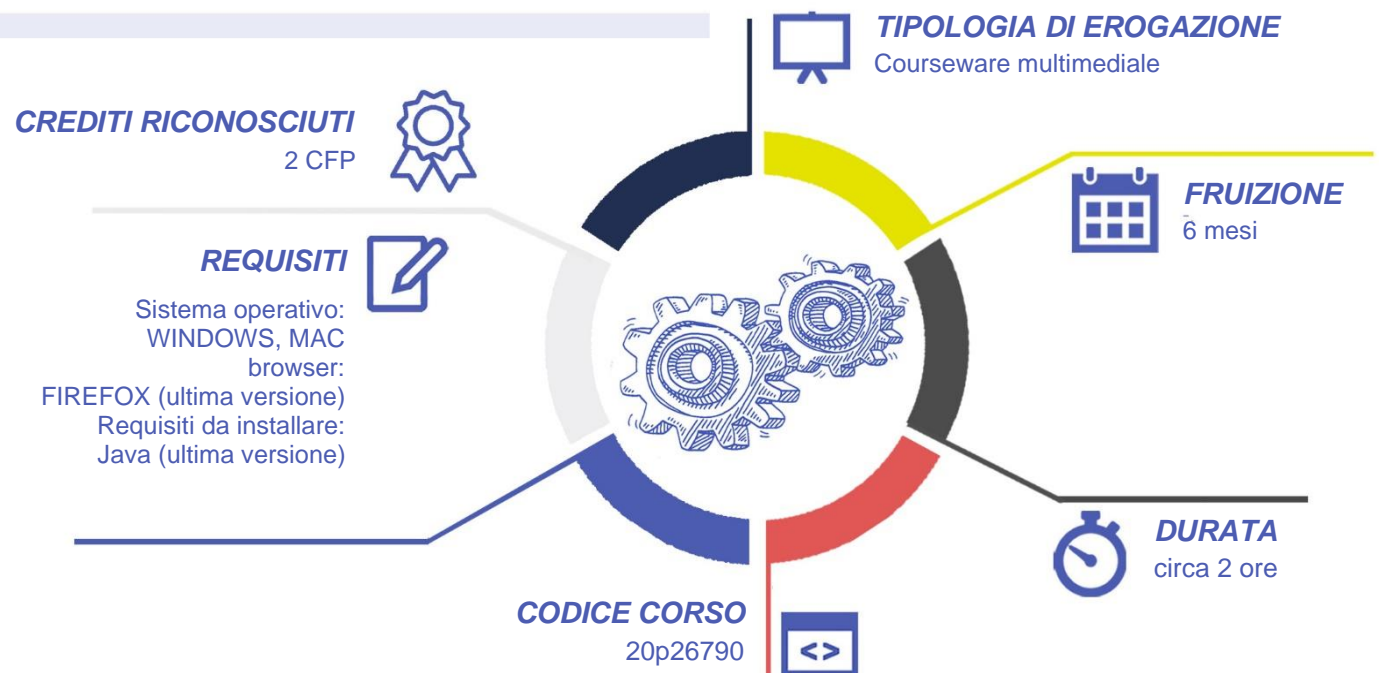 TIPOLOGIA DI EROGAZIONE
Courseware multimediale
CREDITI RICONOSCIUTI
2 CFP
FRUIZIONE
6 mesi
REQUISITI
Sistema operativo:
WINDOWS, MAC
browser:
FIREFOX (ultima versione)
Requisiti da installare:
Java (ultima versione)
DURATA
circa 2 ore
CODICE CORSO
20p26790
<>